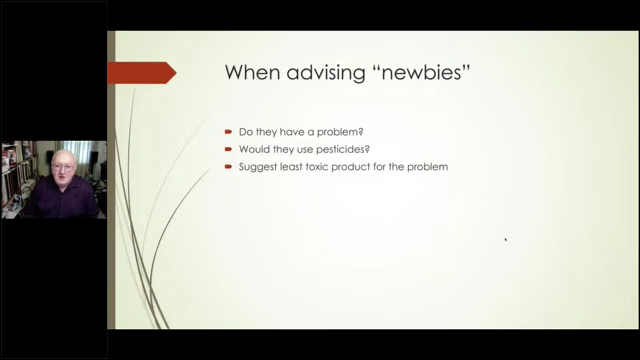 When advising “newbies”
Do they have a problem?
Would they use pesticides?
Suggest least toxic product for the problem